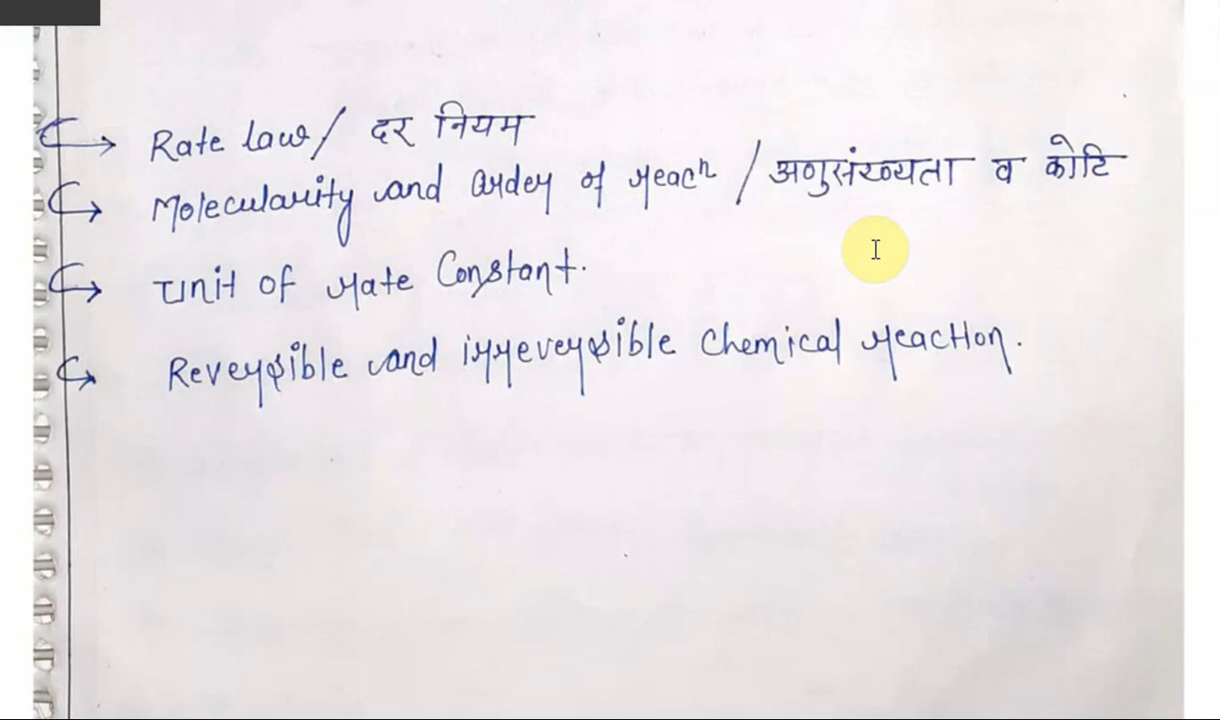 Rate law / दर नियम
Molecularity and order of reacⁿ / अणुसंख्यता व कोटि
Unit of rate Constant.
Reversible and irreversible chemical reaction.